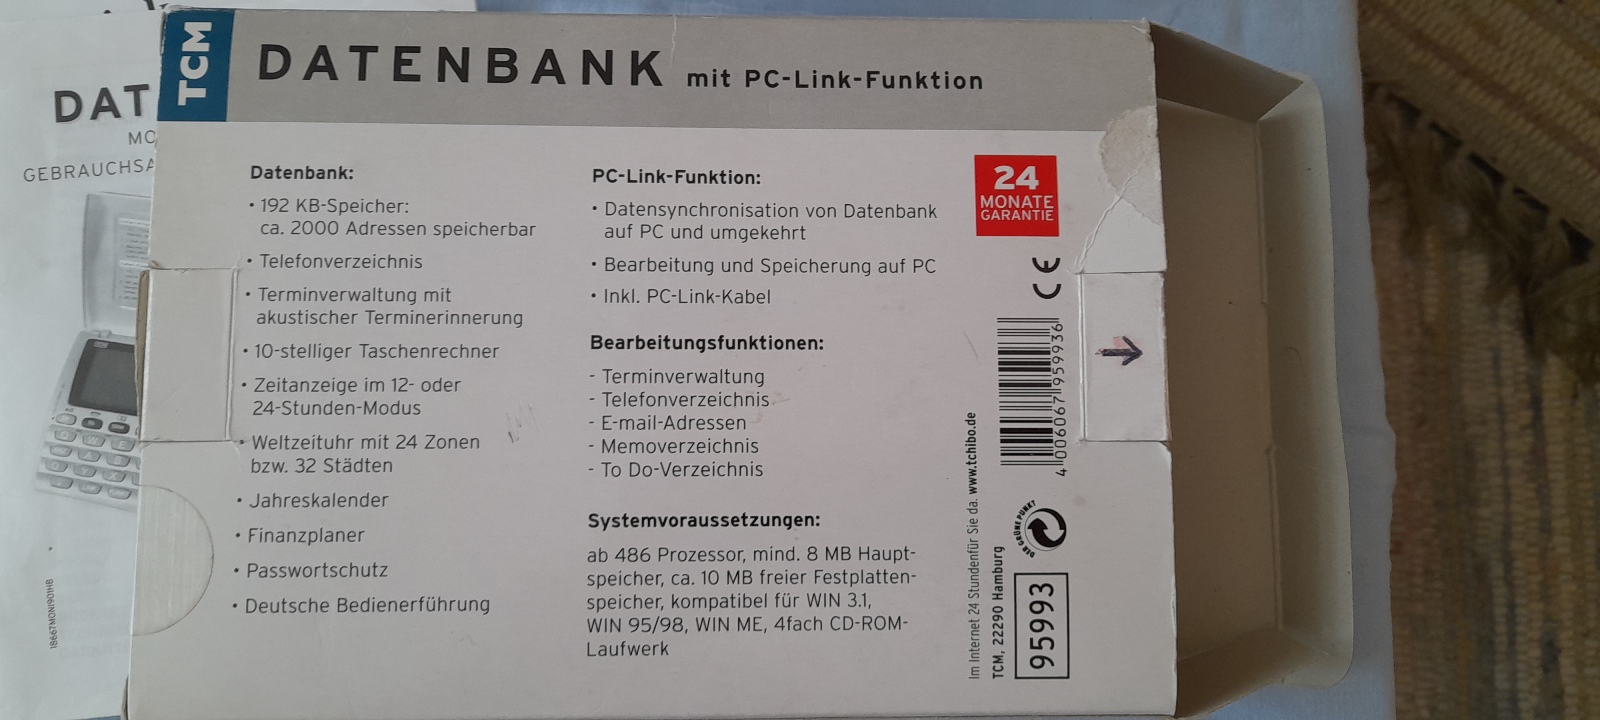 DAT
MO
GEBRAUCHSA
18667MONI901HB
TCM
DATENBANK mit PC-Link-Funktion
Datenbank:
• 192 KB-Speicher:
ca. 2000 Adressen speicherbar
• Telefonverzeichnis
• Terminverwaltung mit
akustischer Terminerinnerung
• 10-stelliger Taschenrechner
• Zeitanzeige im 12- oder
24-Stunden-Modus
• Weltzeituhr mit 24 Zonen
bzw. 32 Städten
• Jahreskalender
• Finanzplaner
• Passwortschutz
• Deutsche Bedienerführung
PC-Link-Funktion:
• Datensynchronisation von Datenbank
auf PC und umgekehrt
• Bearbeitung und Speicherung auf PC
• Inkl. PC-Link-Kabel
Bearbeitungsfunktionen:
- Terminverwaltung
- Telefonverzeichnis
- E-mail-Adressen
- Memoverzeichnis
- To Do-Verzeichnis
Systemvoraussetzungen:
ab 486 Prozessor, mind. 8 MB Haupt-
speicher, ca. 10 MB freier Festplatten-
speicher, kompatibel für WIN 3.1,
WIN 95/98, WIN ME, 4fach CD-ROM-
Laufwerk
24
MONATE
GARANTIE
CE
4 006067 959936
DER GRÜNE PUNKT
95993
Im Internet 24 Stundenfür Sie da. www.tchibo.de
TCM, 22290 Hamburg